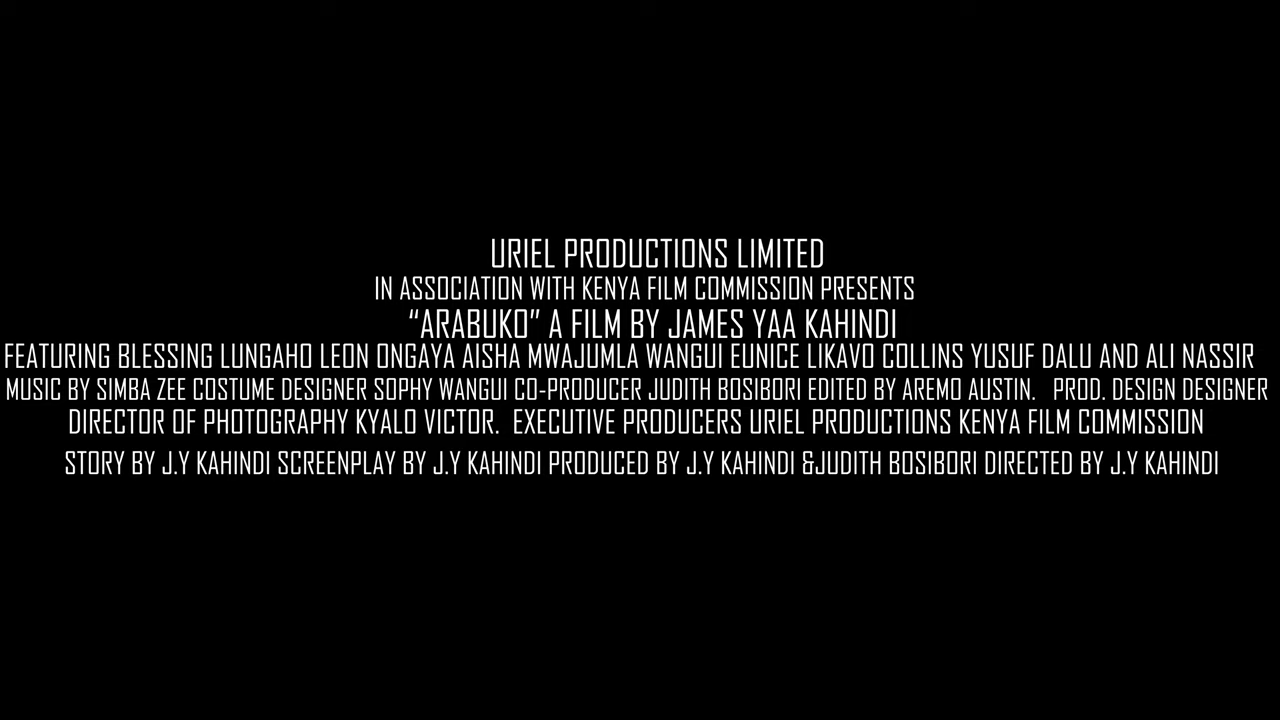 URIEL PRODUCTIONS LIMITED
IN ASSOCIATION WITH KENYA FILM COMMISSION PRESENTS
“ARABUKO” A FILM BY JAMES YAA KAHINDI
FEATURING BLESSING LUNGAHO LEON ONGAYA AISHA MWAJUMLA WANGUI EUNICE LIKAVO COLLINS YUSUF DALU AND ALI NASSIR
MUSIC BY SIMBA ZEE COSTUME DESIGNER SOPHY WANGUI CO-PRODUCER JUDITH BOSIBORI EDITED BY AREMO AUSTIN. PROD. DESIGN DESIGNER
DIRECTOR OF PHOTOGRAPHY KYALO VICTOR. EXECUTIVE PRODUCERS URIEL PRODUCTIONS KENYA FILM COMMISSION
STORY BY J.Y KAHINDI SCREENPLAY BY J.Y KAHINDI PRODUCED BY J.Y KAHINDI &JUDITH BOSIBORI DIRECTED BY J.Y KAHINDI